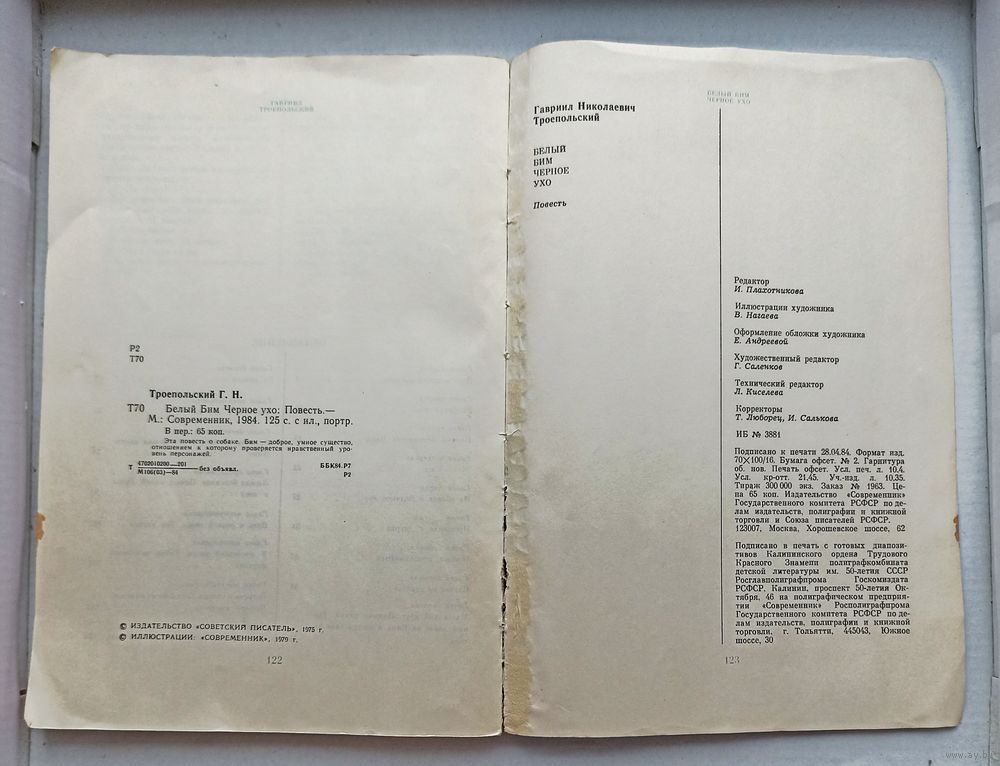 ГАВРИИЛ
ТРОЕПОЛЬСКИЙ
Р2
Т70
Троепольский Г. Н.
Т70 Белый Бим Черное ухо: Повесть.—
М.: Современник, 1984. 125 с. с ил., портр.
В пер.: 65 коп.
Эта повесть о собаке. Бим — доброе, умное существо,
отношением к которому проверяется нравственный уро-
вень персонажей.
Т 4702010200—201
М106(03)—84 без объявл.
ББК84.Р7
Р2
© ИЗДАТЕЛЬСТВО «СОВЕТСКИЙ ПИСАТЕЛЬ», 1975 г.
© ИЛЛЮСТРАЦИИ: «СОВРЕМЕННИК», 1979 г.
122
БЕЛЫЙ БИМ
ЧЕРНОЕ УХО
Гавриил Николаевич
Троепольский
БЕЛЫЙ
БИМ
ЧЕРНОЕ
УХО
Повесть
Редактор
И. Плахотникова
Иллюстрации художника
В. Нагаева
Оформление обложки художника
Е. Андреевой
Художественный редактор
Г. Саленков
Технический редактор
Л. Киселева
Корректоры
Т. Люборец, И. Салькова
ИБ № 3881
Подписано к печати 28.04.84. Формат изд.
70×100/16. Бумага офсет. № 2. Гарнитура
об. нов. Печать офсет. Усл. печ. л. 10.4.
Усл. кр-отт. 21.45. Уч.-изд. л. 10.35.
Тираж 300 000 экз. Заказ № 1963. Це-
на 65 коп. Издательство «Современник»
Государственного комитета РСФСР по де-
лам издательств, полиграфии и книжной
торговли и Союза писателей РСФСР.
123007, Москва, Хорошевское шоссе, 62
Подписано в печать с готовых диапози-
тивов Калининского ордена Трудового
Красного Знамени полиграфкомбината
детской литературы им. 50-летия СССР
Росглавполиграфпрома Госкомиздата
РСФСР. Калинин, проспект 50-летия Ок-
тября, 46 на полиграфическом предприя-
тии «Современник» Росполиграфпрома
Государственного комитета РСФСР по де-
лам издательств, полиграфии и книжной
торговли, г. Тольятти, 445043, Южное
шоссе, 30
123